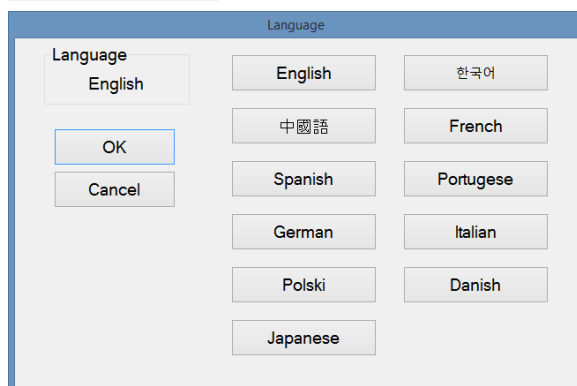 Language
Language
English
OK
Cancel
English
한국어
中國語
French
Spanish
Portugese
German
Italian
Polski
Danish
Japanese